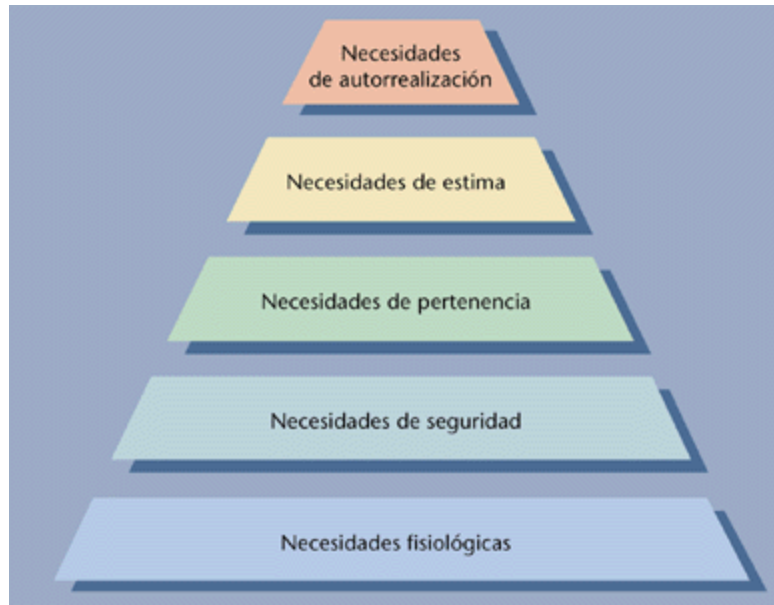 Necesidades
de autorrealización
Necesidades de estima
Necesidades de pertenencia
Necesidades de seguridad
Necesidades fisiológicas